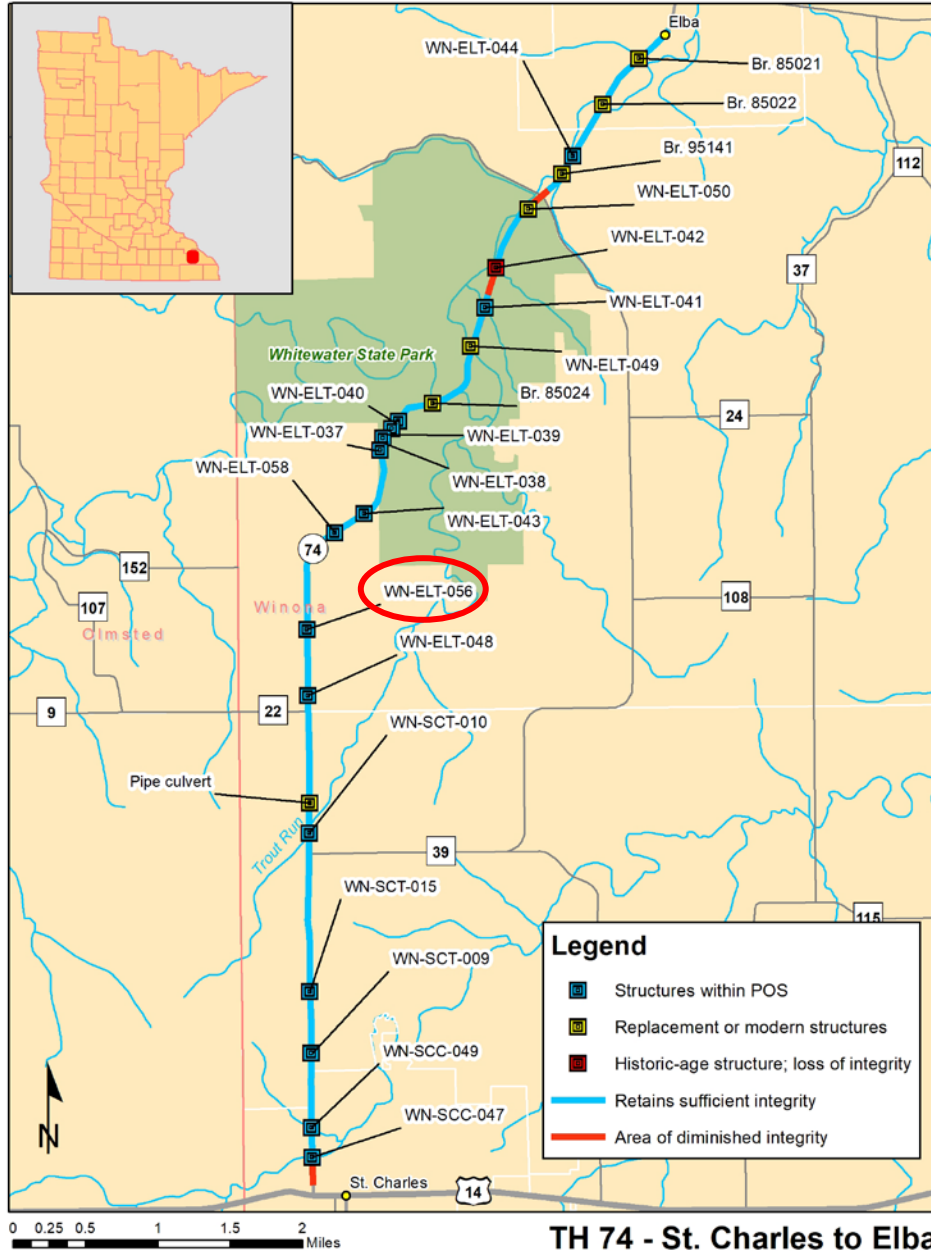 Elba
WN-ELT-044
Br. 85021
Br. 85022
Br. 95141
112
WN-ELT-050
WN-ELT-042
37
WN-ELT-041
Whitewater State Park
WN-ELT-049
WN-ELT-040
Br. 85024
24
WN-ELT-037
WN-ELT-039
WN-ELT-058
WN-ELT-038
WN-ELT-043
74
152
WN-ELT-056
108
107
Winona
Olmsted
WN-ELT-048
9
22
WN-SCT-010
Pipe culvert
Trout Run
39
WN-SCT-015
115
Legend
WN-SCT-009
Structures within POS
Replacement or modern structures
WN-SCC-049
Historic-age structure; loss of integrity
Retains sufficient integrity
WN-SCC-047
Area of diminished integrity
N
St. Charles
14
0 0.25 0.5 1 1.5 2
Miles
TH 74 - St. Charles to Elba